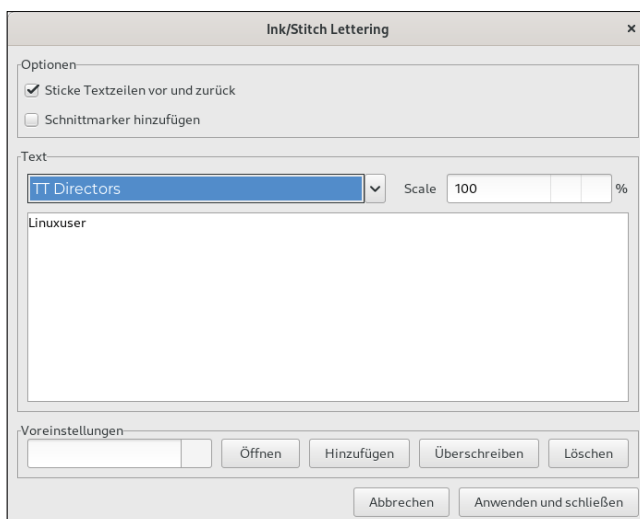 Ink/Stitch Lettering ×
Optionen
Sticke Textzeilen vor und zurück
Schnittmarker hinzufügen
Text
TT Directors Scale 100 %
Linuxuser
Voreinstellungen
Öffnen Hinzufügen Überschreiben Löschen
Abbrechen Anwenden und schließen